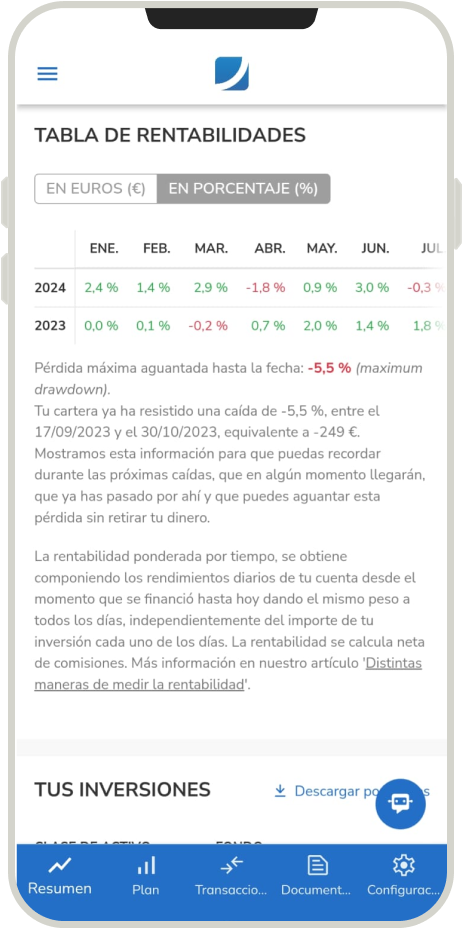 TABLA DE RENTABILIDADES
EN EUROS (€) EN PORCENTAJE (%)
ENE. FEB. MAR. ABR. MAY. JUN. JUL
2024 2,4 % 1,4 % 2,9 % -1,8 % 0,9 % 3,0 % -0,3 %
2023 0,0 % 0,1 % -0,2 % 0,7 % 2,0 % 1,4 % 1,8 %
Pérdida máxima aguantada hasta la fecha: -5,5 % (maximum
drawdown).
Tu cartera ya ha resistido una caída de -5,5 %, entre el
17/09/2023 y el 30/10/2023, equivalente a -249 €.
Mostramos esta información para que puedas recordar
durante las próximas caídas, que en algún momento llegarán,
que ya has pasado por ahí y que puedes aguantar esta
pérdida sin retirar tu dinero.
La rentabilidad ponderada por tiempo, se obtiene
componiendo los rendimientos diarios de tu cuenta desde el
momento que se financió hasta hoy dando el mismo peso a
todos los días, independientemente del importe de tu
inversión cada uno de los días. La rentabilidad se calcula neta
de comisiones. Más información en nuestro artículo 'Distintas
maneras de medir la rentabilidad'.
TUS INVERSIONES
Descargar
CLASE DE ACTIVO FONDO
Resumen Plan Transaccio... Document... Configurac...